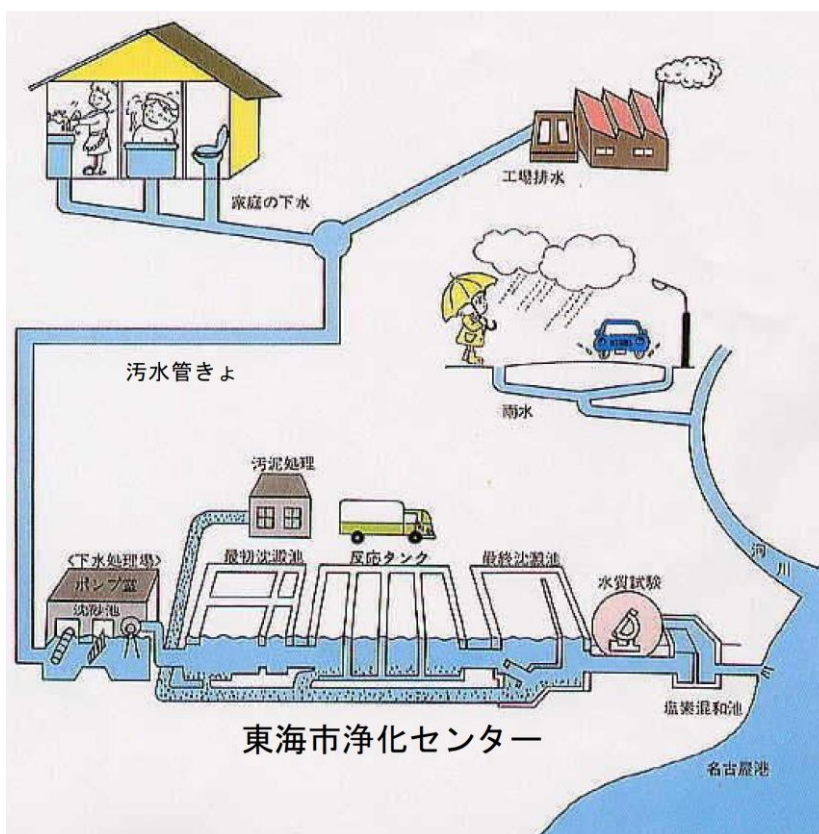 家庭の下水
工場排水
汚水管きょ
雨水
河川
汚泥処理
〈下水処理場〉
ポンプ室
沈砂池
最初沈澱池
反応タンク
最終沈澱池
水質試験
塩素混和池
東海市浄化センター
名古屋港